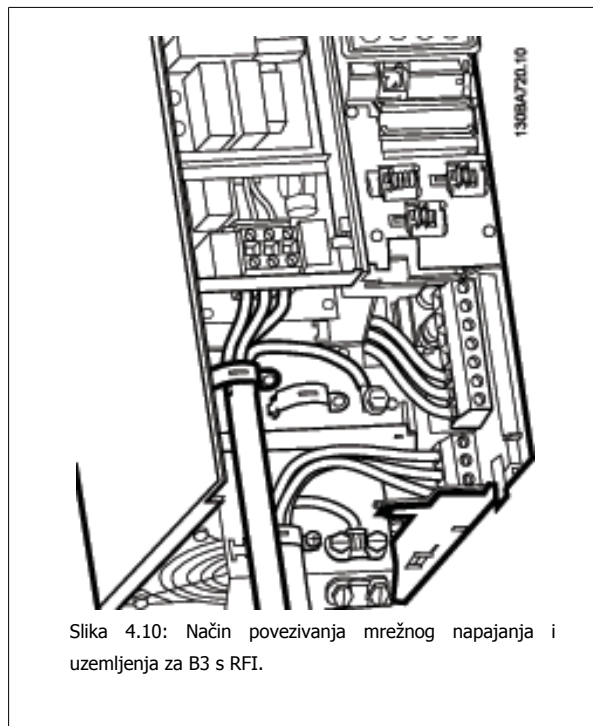 130BA720.10
Slika 4.10: Način povezivanja mrežnog napajanja i
uzemljenja za B3 s RFI.